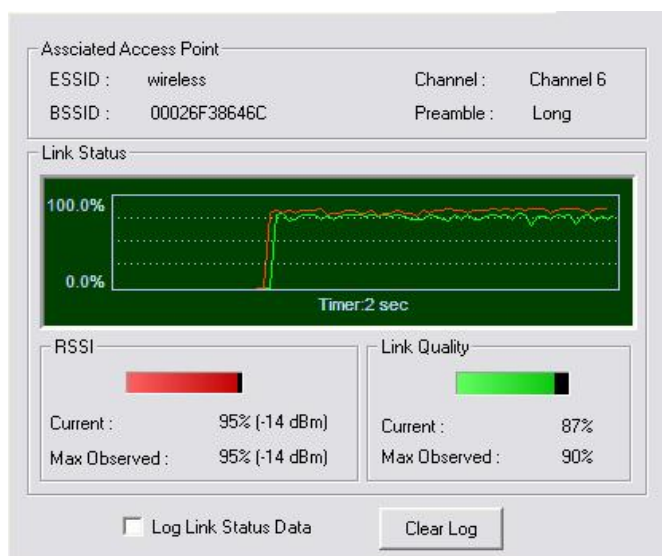 Assciated Access Point
ESSID : wireless Channel : Channel 6
BSSID : 00026F38646C Preamble : Long
Link Status
100.0%
0.0%
Timer:2 sec
RSSI
Current : 95% (-14 dBm)
Max Observed : 95% (-14 dBm)
Link Quality
Current : 87%
Max Observed : 90%
Log Link Status Data
Clear Log